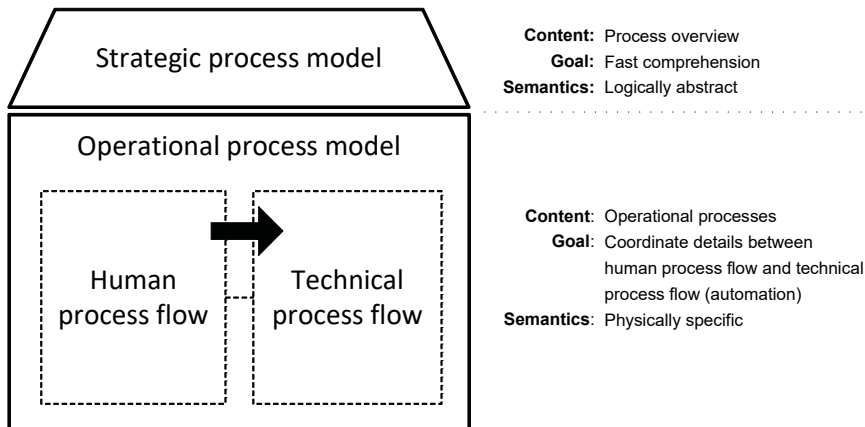 Strategic process model
Content: Process overview
Goal: Fast comprehension
Semantics: Logically abstract
Operational process model
Human
process flow
Technical
process flow
Content: Operational processes
Goal: Coordinate details between
human process flow and technical
process flow (automation)
Semantics: Physically specific